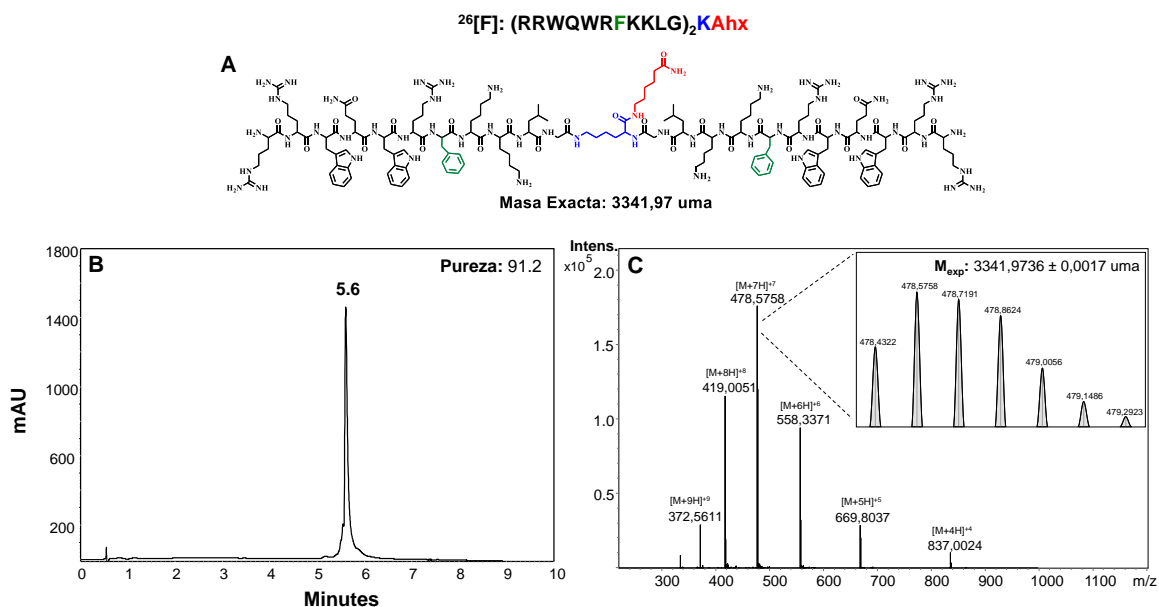 ²⁶[F]: (RRWQWRFKKLG)₂KAhx
A
Masa Exacta: 3341,97 uma
B
Pureza: 91.2
5.6
1800
1400
1000
600
200
mAU
0 1 2 3 4 5 6 7 8 9 10
Minutes
Intens.
x10⁵
C
2.0
1.5
1.0
0.5
[M+9H]⁺⁹
372,5611
[M+8H]⁺⁸
419,0051
[M+7H]⁺⁷
478,5758
[M+6H]⁺⁶
558,3371
[M+5H]⁺⁵
669,8037
[M+4H]⁺⁴
837,0024
300 400 500 600 700 800 900 1000 1100 m/z
M_exp: 3341,9736 ± 0,0017 uma
478,4322
478,5758
478,7191
478,8624
479,0056
479,1486
479,2923